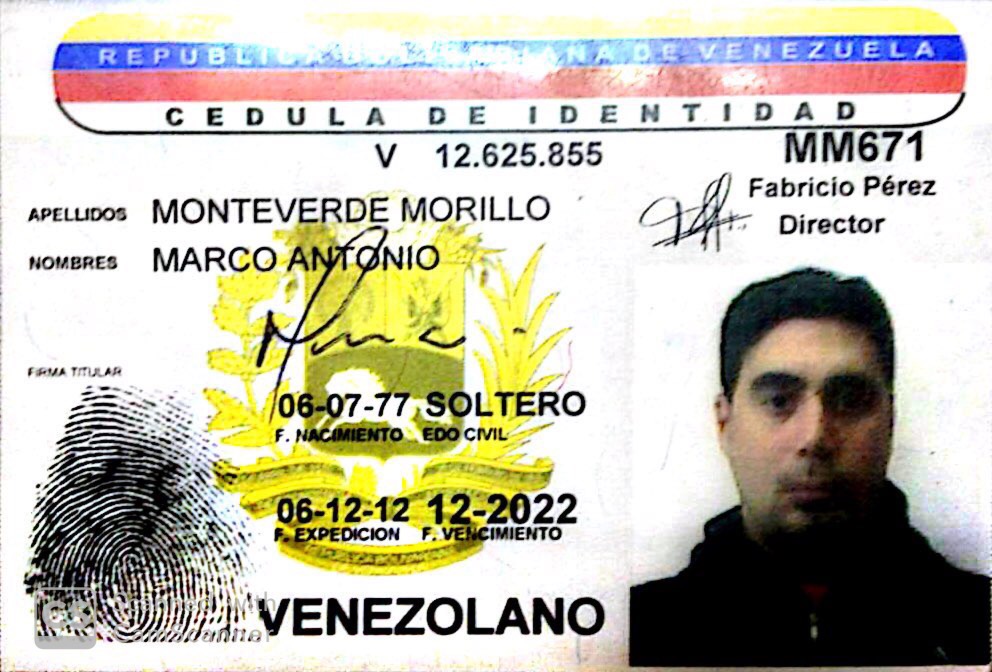 REPUBLICA BOLIVARIANA DE VENEZUELA
CEDULA DE IDENTIDAD
V 12.625.855
MM671
Fabricio Pérez
Director
APELLIDOS MONTEVERDE MORILLO
NOMBRES MARCO ANTONIO
FIRMA TITULAR
06-07-77 SOLTERO
F. NACIMIENTO EDO CIVIL
06-12-12 12-2022
F. EXPEDICION F. VENCIMIENTO
VENEZOLANO
CS Scanned with
CamScanner